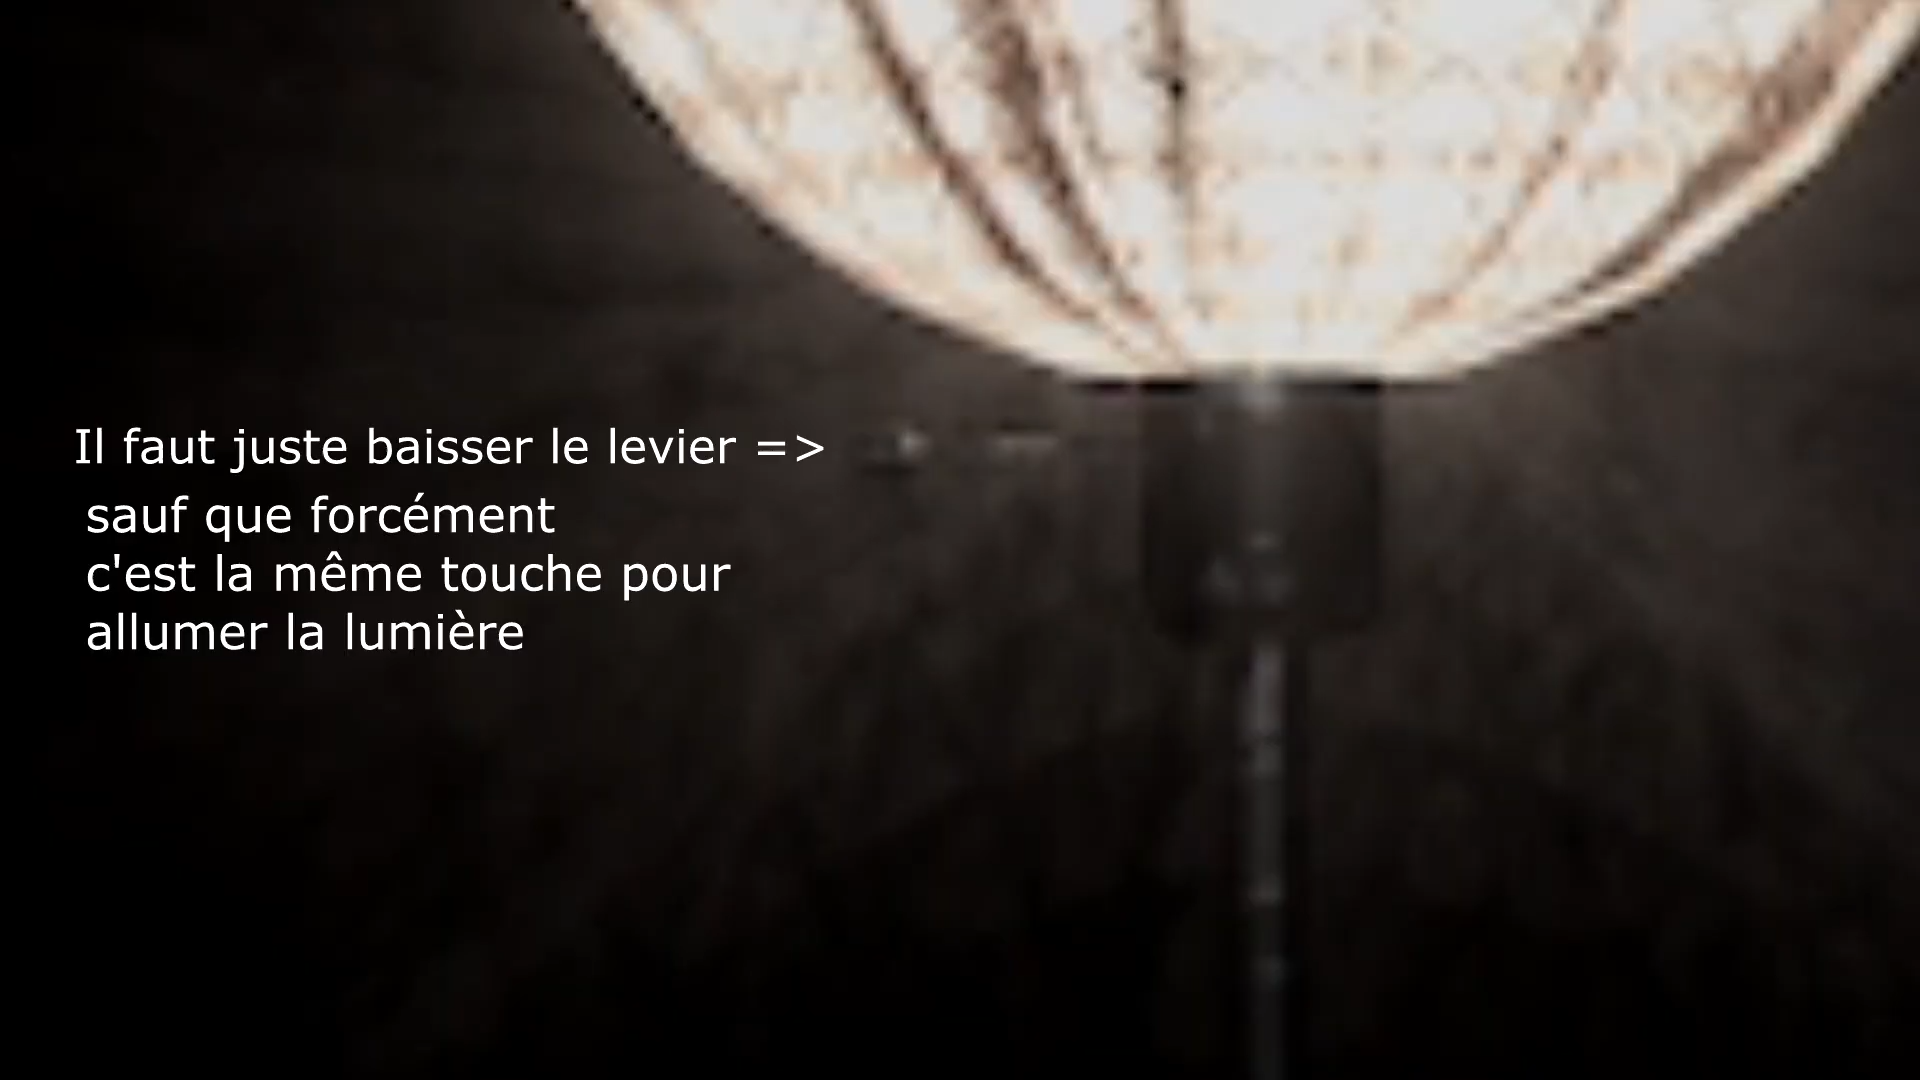 Il faut juste baisser le levier =>
sauf que forcément
c'est la même touche pour
allumer la lumière